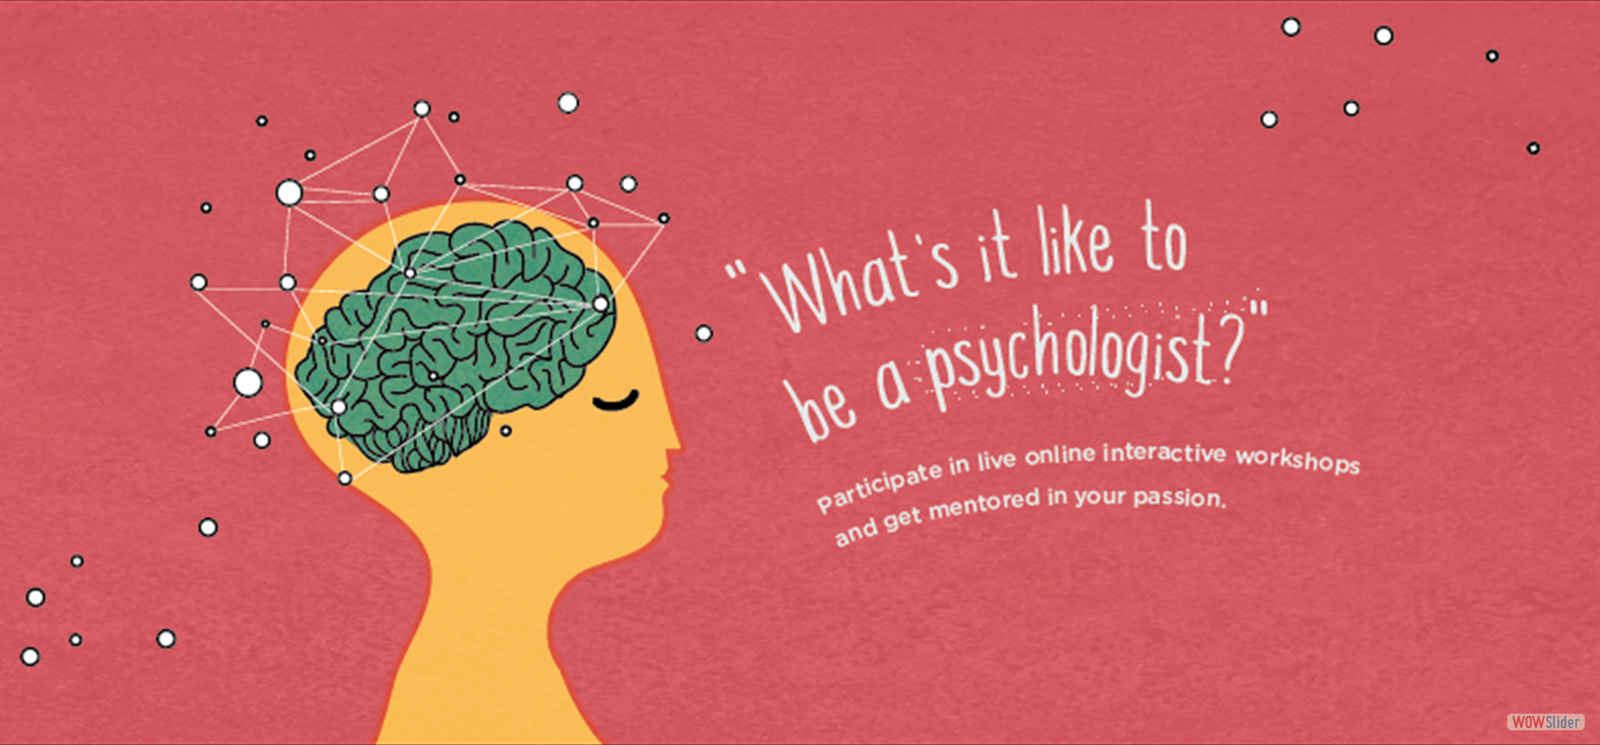 "What's it like to
be a psychologist?"
Participate in live online interactive workshops
and get mentored in your passion.
WOWSlider